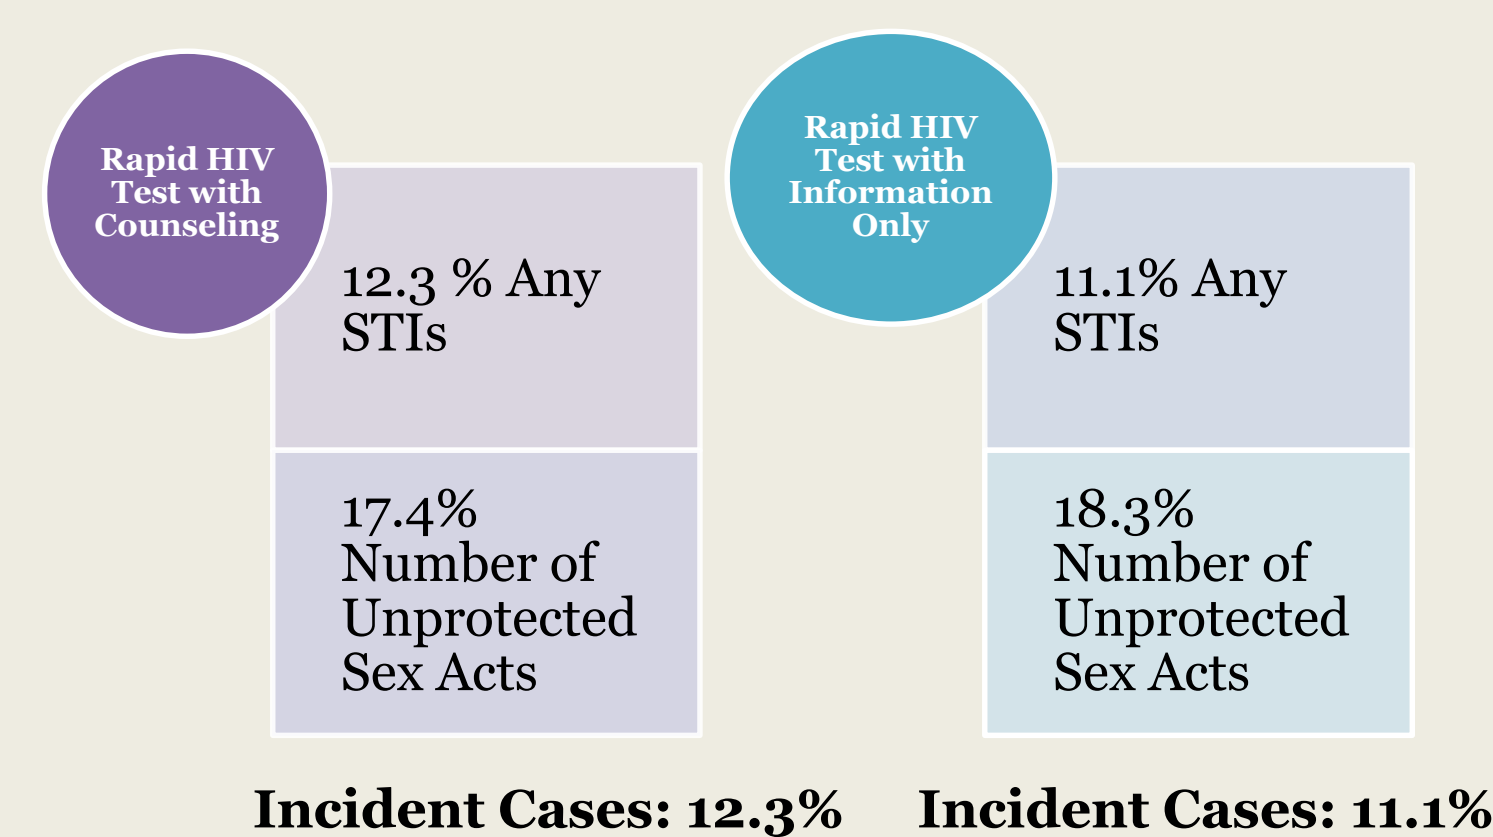 Rapid HIV
Test with
Counseling
12.3 % Any
STIs
17.4%
Number of
Unprotected
Sex Acts
Incident Cases: 12.3%
Rapid HIV
Test with
Information
Only
11.1% Any
STIs
18.3%
Number of
Unprotected
Sex Acts
Incident Cases: 11.1%